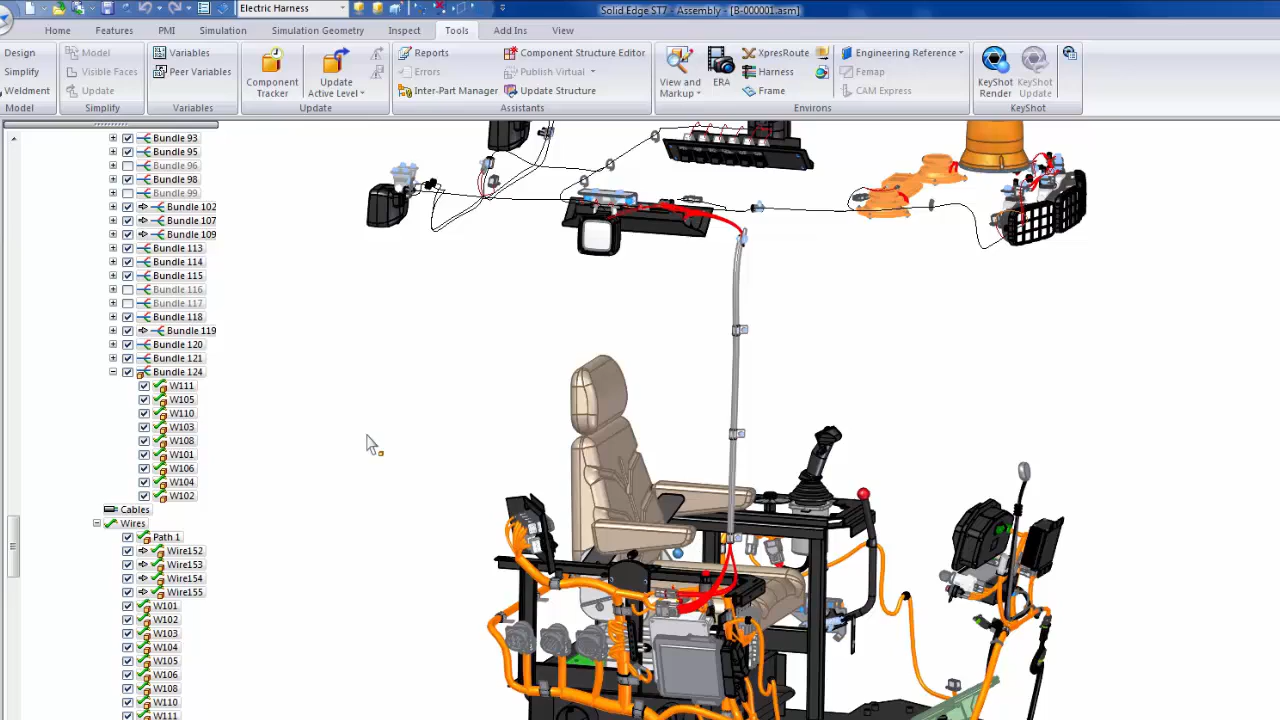 Electric Harness
Solid Edge ST7 - Assembly - [B-000001.asm]
Home Features PMI Simulation Simulation Geometry Inspect Tools Add Ins View
Design
Simplify
Weldment
Model
Model
Visible Faces
Update
Simplify
Variables
Peer Variables
Variables
Component Tracker
Update Active Level
Update
Reports
Errors
Inter-Part Manager
Component Structure Editor
Publish Virtual
Update Structure
Assistants
View and Markup
ERA
XpresRoute
Harness
Frame
Engineering Reference
Femap
CAM Express
Environs
KeyShot Render
KeyShot Update
KeyShot
Bundle 93
Bundle 95
Bundle 96
Bundle 98
Bundle 99
Bundle 102
Bundle 107
Bundle 109
Bundle 113
Bundle 114
Bundle 115
Bundle 116
Bundle 117
Bundle 118
Bundle 119
Bundle 120
Bundle 121
Bundle 124
W111
W105
W110
W103
W108
W101
W106
W104
W102
Cables
Wires
Path 1
Wire152
Wire153
Wire154
Wire155
W101
W102
W103
W104
W105
W106
W108
W110
W111